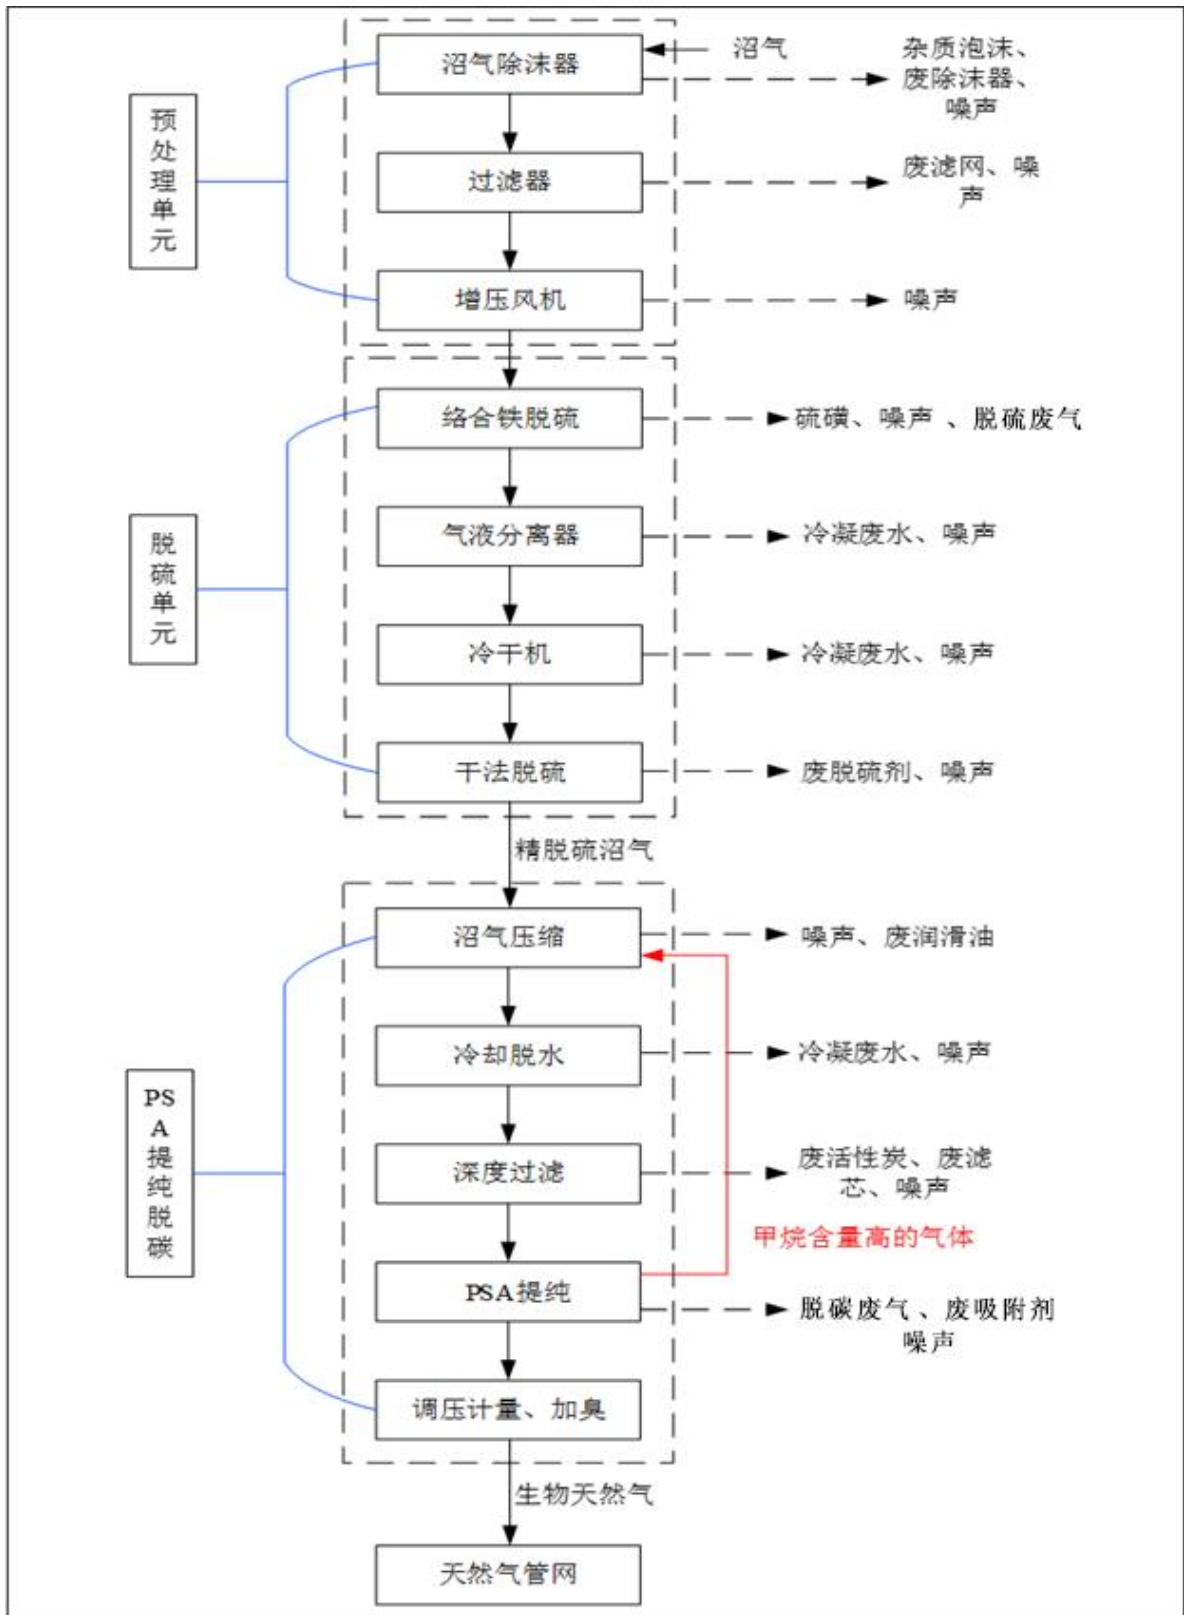 沼气除沫器
沼气
杂质泡沫、
废除沫器、
噪声
预
处
理
单
元
过滤器
废滤网、噪
声
增压风机
噪声
络合铁脱硫
硫磺、噪声 、脱硫废气
气液分离器
冷凝废水、噪声
脱
硫
单
元
冷干机
冷凝废水、噪声
干法脱硫
废脱硫剂、噪声
精脱硫沼气
沼气压缩
噪声、废润滑油
冷却脱水
冷凝废水、噪声
PS
A
提
纯
脱
碳
深度过滤
废活性炭、废滤
芯、噪声
甲烷含量高的气体
PSA提纯
脱碳废气 、废吸附剂
噪声
调压计量、加臭
生物天然气
天然气管网